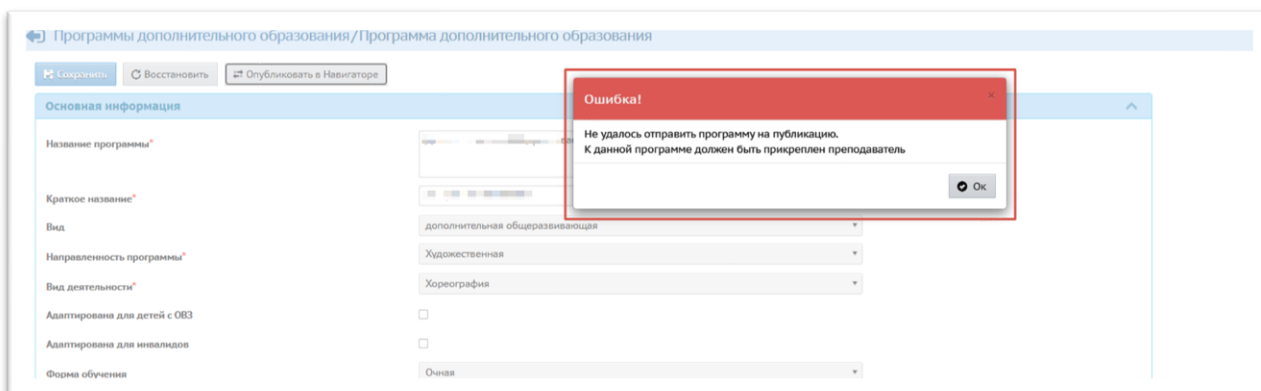 Программы дополнительного образования/Программа дополнительного образования
Сохранить Восстановить Опубликовать в Навигаторе
Основная информация
Ошибка!
Не удалось отправить программу на публикацию.
К данной программе должен быть прикреплен преподаватель
Ок
Название программы*
Краткое название*
Вид дополнительная общеразвивающая
Направленность программы* Художественная
Вид деятельности* Хореография
Адаптирована для детей с ОВЗ
Адаптирована для инвалидов
Форма обучения Очная